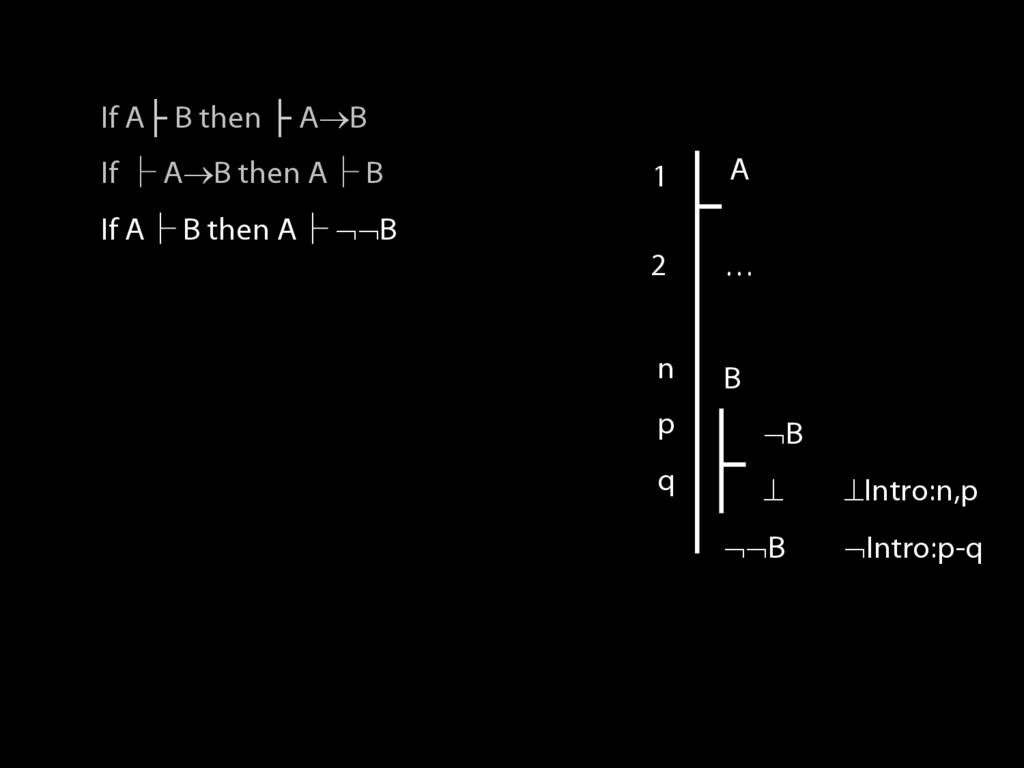 If A ⊢ B then ⊢ A→B
If ⊢ A→B then A ⊢ B
If A ⊢ B then A ⊢ ¬¬B
1 A
2 …
n B
p ¬B
q ⊥ ⊥Intro:n,p
¬¬B ¬Intro:p-q